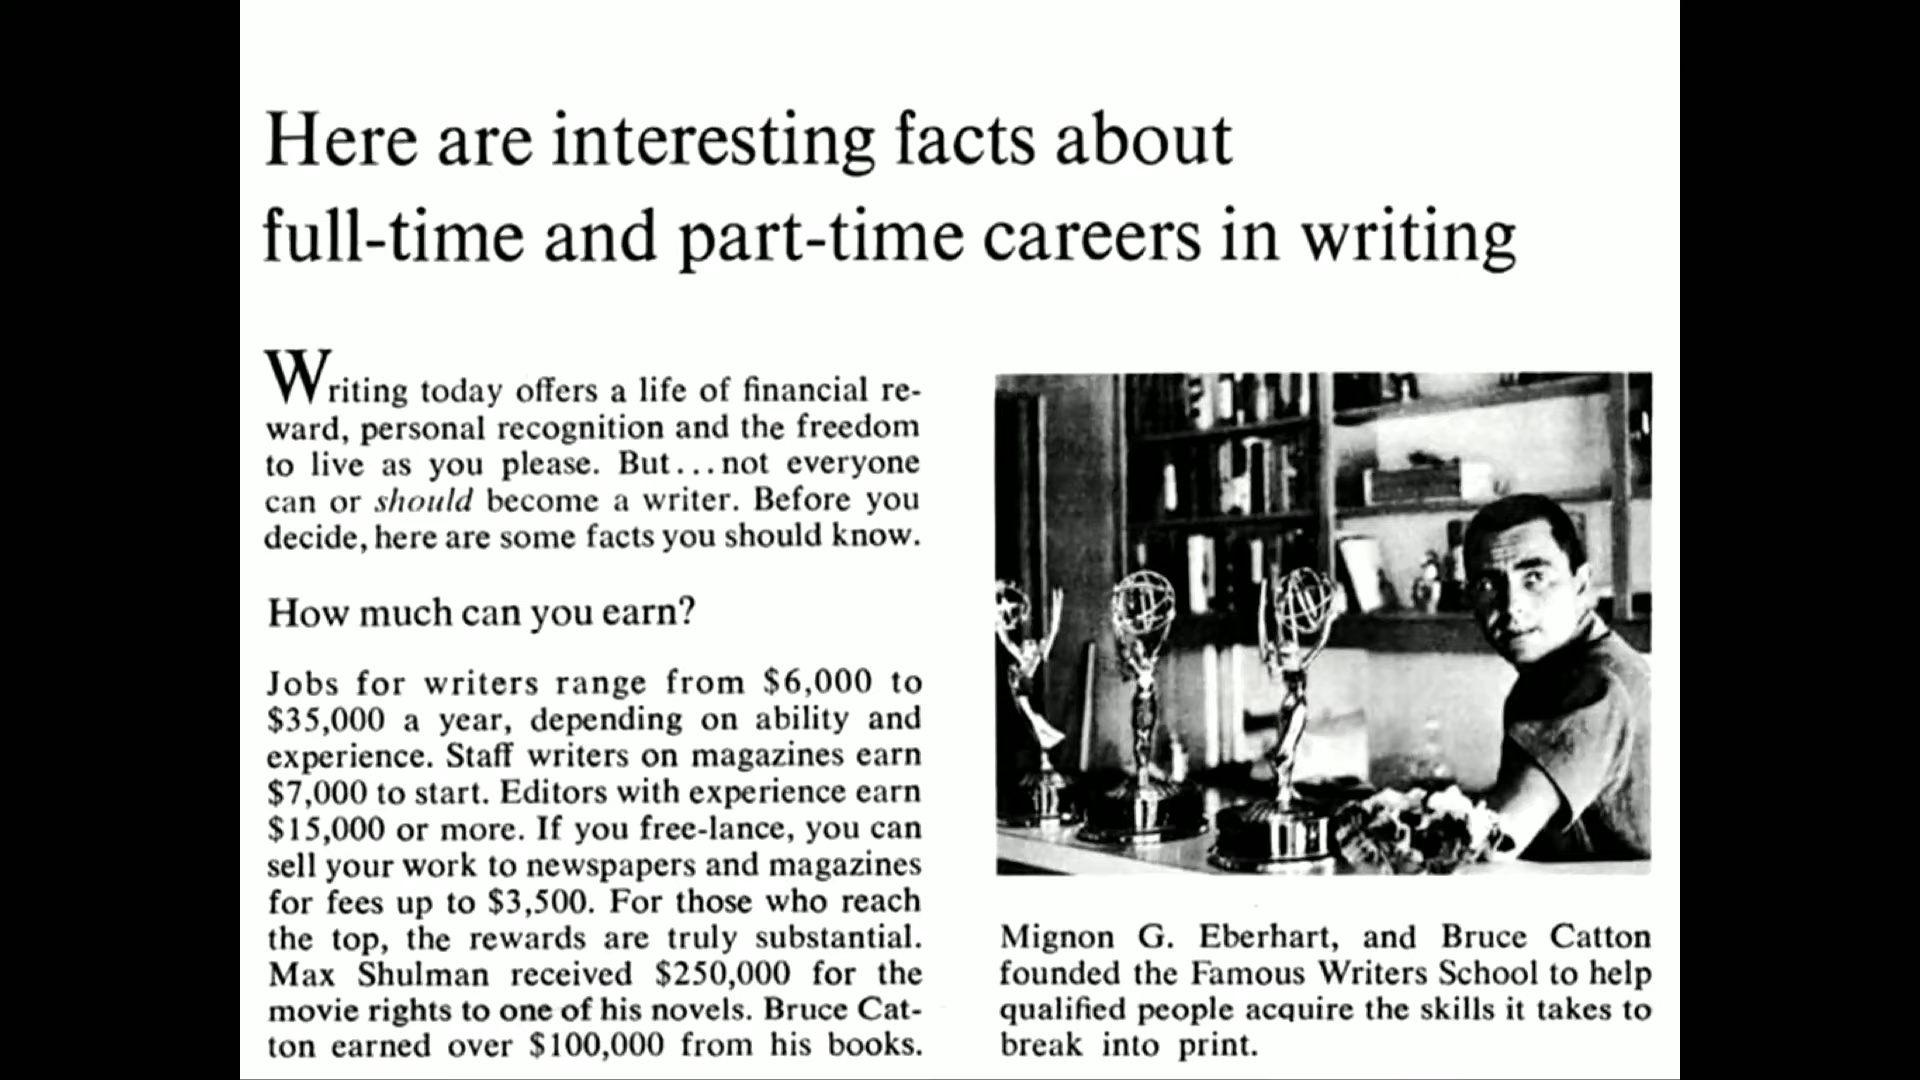 Here are interesting facts about
full-time and part-time careers in writing
Writing today offers a life of financial re-
ward, personal recognition and the freedom
to live as you please. But...not everyone
can or should become a writer. Before you
decide, here are some facts you should know.
How much can you earn?
Jobs for writers range from $6,000 to
$35,000 a year, depending on ability and
experience. Staff writers on magazines earn
$7,000 to start. Editors with experience earn
$15,000 or more. If you free-lance, you can
sell your work to newspapers and magazines
for fees up to $3,500. For those who reach
the top, the rewards are truly substantial.
Max Shulman received $250,000 for the
movie rights to one of his novels. Bruce Cat-
ton earned over $100,000 from his books.
Mignon G. Eberhart, and Bruce Catton
founded the Famous Writers School to help
qualified people acquire the skills it takes to
break into print.